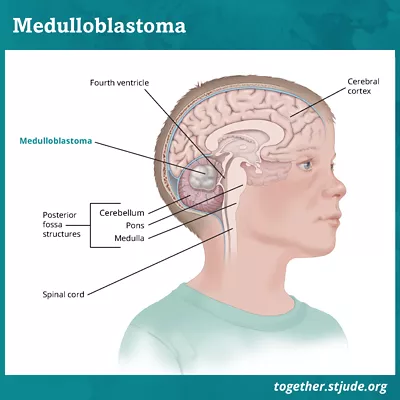 Medulloblastoma
Fourth ventricle
Cerebral
cortex
Medulloblastoma
Posterior
fossa
structures
Cerebellum
Pons
Medulla
Spinal cord
together.stjude.org